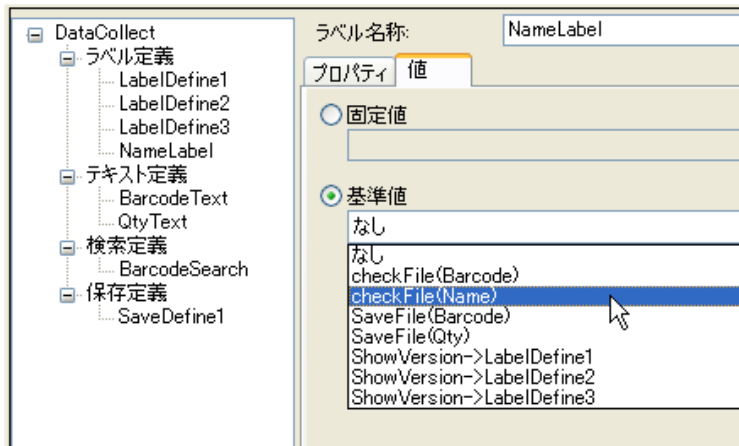 DataCollect
ラベル定義
LabelDefine1
LabelDefine2
LabelDefine3
NameLabel
テキスト定義
BarcodeText
QtyText
検索定義
BarcodeSearch
保存定義
SaveDefine1
ラベル名称: NameLabel
プロパティ 値
固定値
基準値
なし
なし
checkFile(Barcode)
checkFile(Name)
SaveFile(Barcode)
SaveFile(Qty)
ShowVersion->LabelDefine1
ShowVersion->LabelDefine2
ShowVersion->LabelDefine3